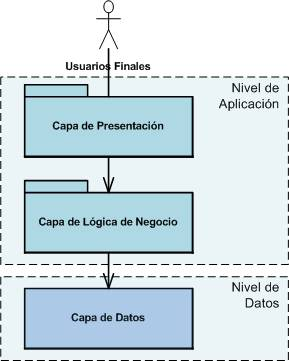 Usuarios Finales
Nivel de
Aplicación
Capa de Presentación
Capa de Lógica de Negocio
Nivel de
Datos
Capa de Datos